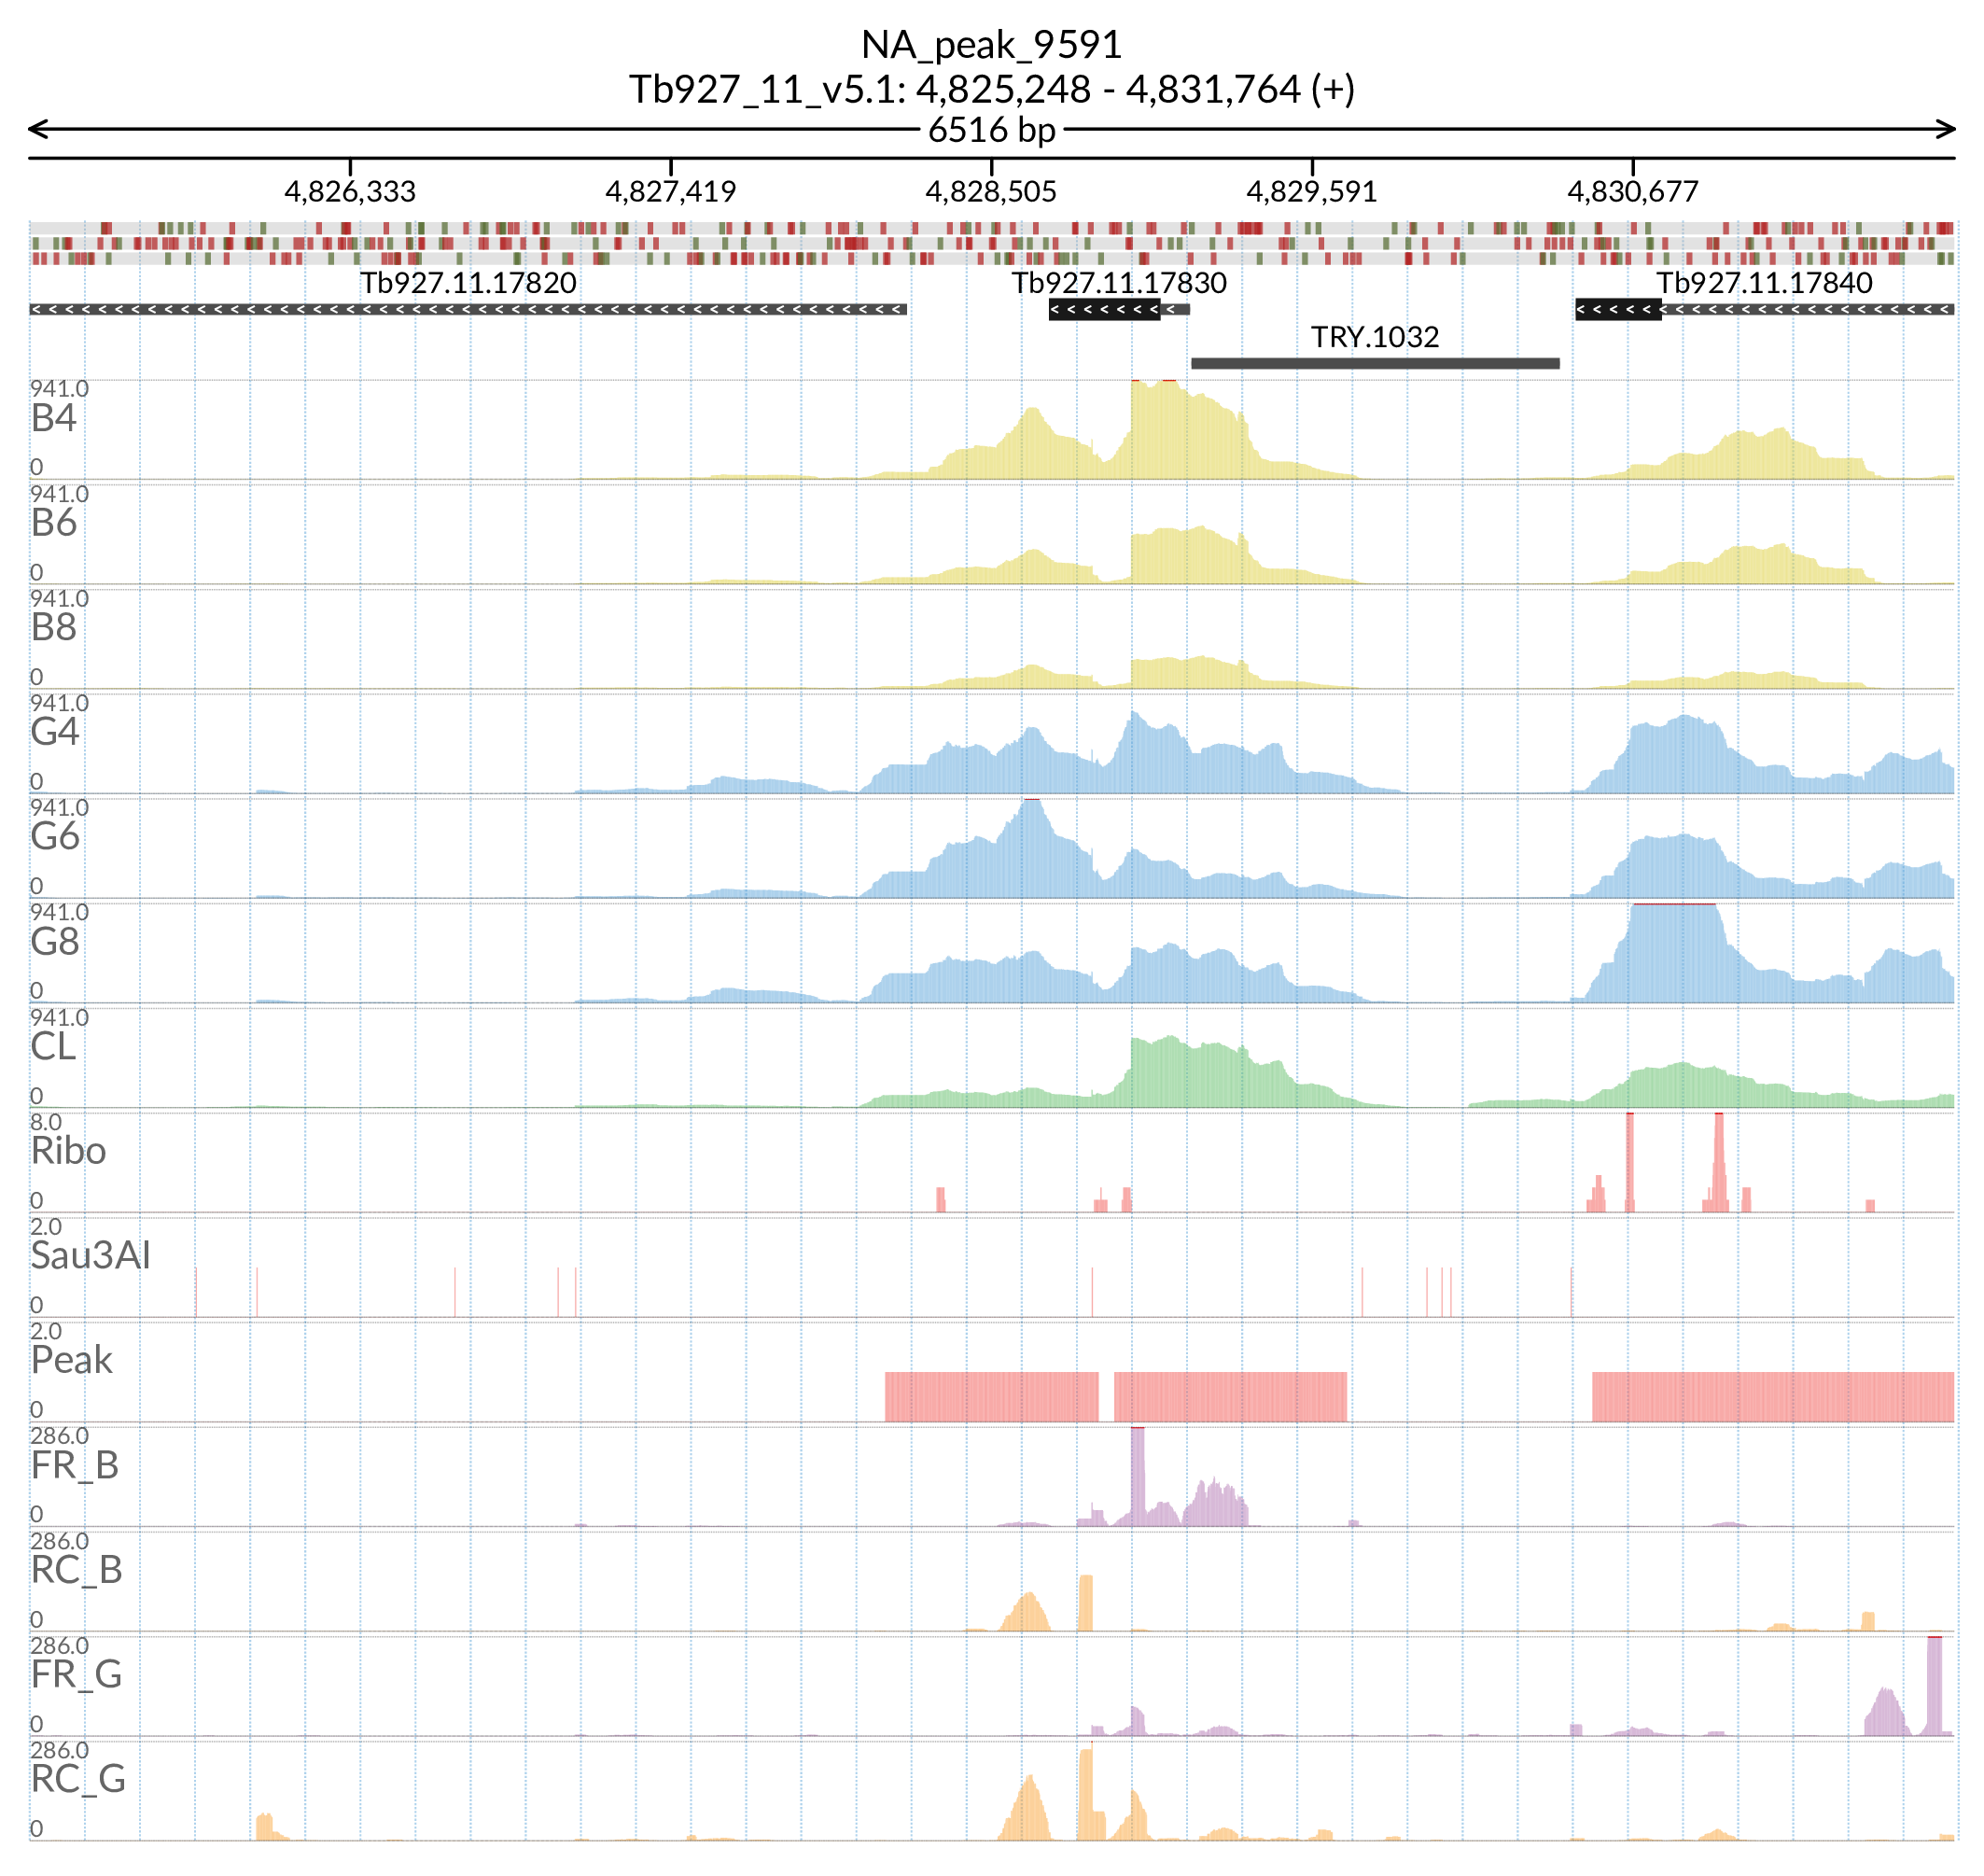 NA_peak_9591
Tb927_11_v5.1: 4,825,248 - 4,831,764 (+)
6516 bp
4,826,333 4,827,419 4,828,505 4,829,591 4,830,677
Tb927.11.17820 Tb927.11.17830 Tb927.11.17840
TRY.1032
941.0
B4
0
941.0
B6
0
941.0
B8
0
941.0
G4
0
941.0
G6
0
941.0
G8
0
941.0
CL
0
8.0
Ribo
0
2.0
Sau3AI
0
2.0
Peak
0
286.0
FR_B
0
286.0
RC_B
0
286.0
FR_G
0
286.0
RC_G
0